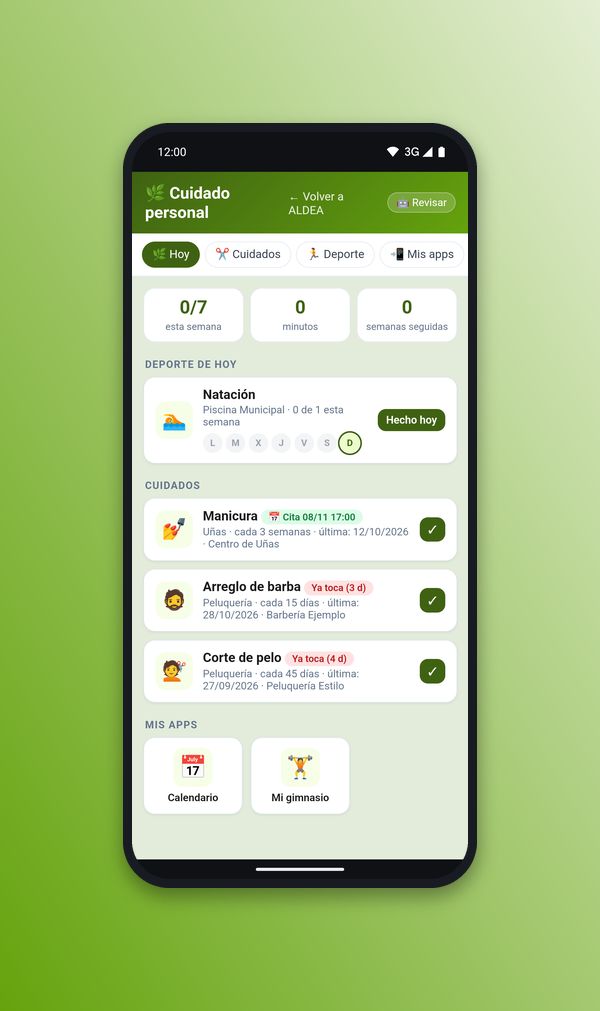 12:00
3G
🌿 Cuidado personal
← Volver a ALDEA
🤖 Revisar
🌿 Hoy
✂️ Cuidados
🏃 Deporte
📲 Mis apps
0/7
esta semana
0
minutos
0
semanas seguidas
DEPORTE DE HOY
Natación
Piscina Municipal · 0 de 1 esta
semana
L M X J V S D
Hecho hoy
CUIDADOS
Manicura 📅 Cita 08/11 17:00
Uñas · cada 3 semanas · última: 12/10/2026
· Centro de Uñas
✓
Arreglo de barba Ya toca (3 d)
Peluquería · cada 15 días · última:
28/10/2026 · Barbería Ejemplo
✓
Corte de pelo Ya toca (4 d)
Peluquería · cada 45 días · última:
27/09/2026 · Peluquería Estilo
✓
MIS APPS
July
17
Calendario
Mi gimnasio